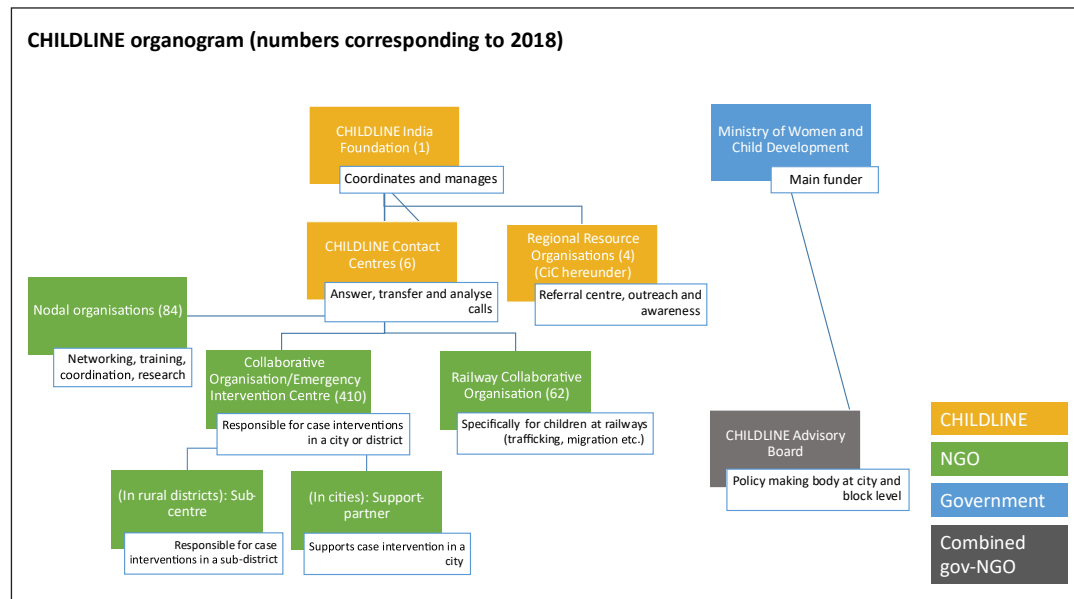 CHILDLINE organogram (numbers corresponding to 2018)
CHILDLINE India
Foundation (1)
Coordinates and manages
Ministry of Women and
Child Development
Main funder
CHILDLINE Contact
Centres (6)
Answer, transfer and analyse
calls
Regional Resource
Organisations (4)
(CiC hereunder)
Referral centre, outreach and
awareness
Nodal organisations (84)
Networking, training,
coordination, research
Collaborative
Organisation/Emergency
Intervention Centre (410)
Responsible for case interventions
in a city or district
Railway Collaborative
Organisation (62)
Specifically for children at railways
(trafficking, migration etc.)
CHILDLINE Advisory
Board
Policy making body at city and
block level
(In rural districts): Sub-
centre
Responsible for case
interventions in a sub-district
(In cities): Support-
partner
Supports case intervention in a
city
CHILDLINE
NGO
Government
Combined
gov-NGO